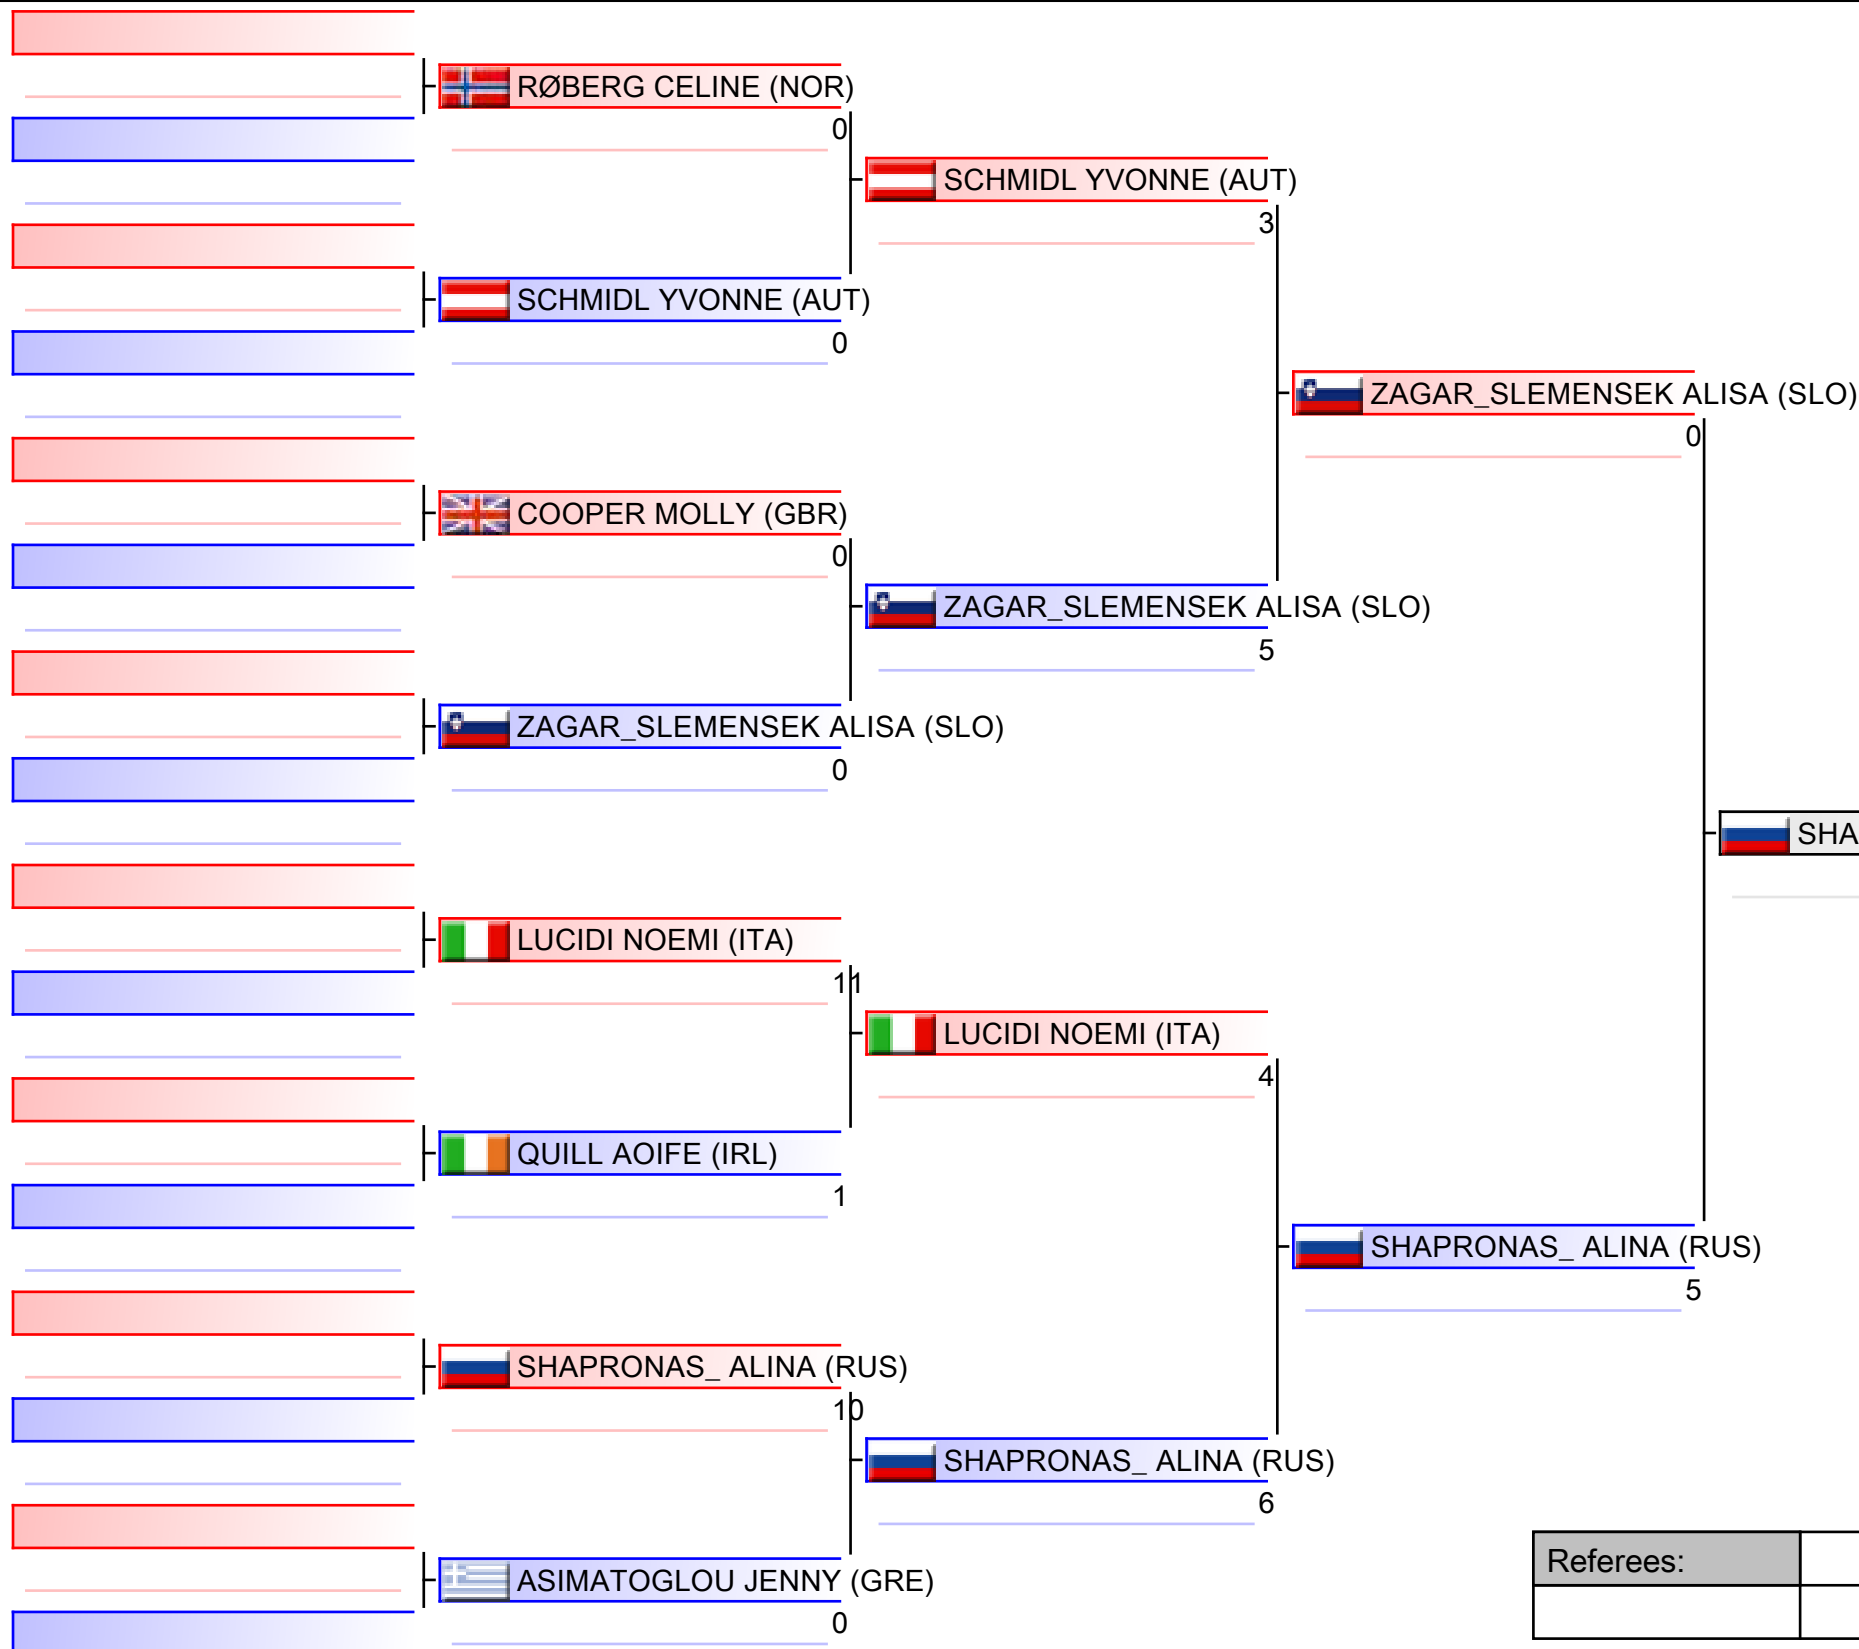 RØBERG CELINE (NOR)
0
SCHMIDL YVONNE (AUT)
3
SCHMIDL YVONNE (AUT)
0
ZAGAR_SLEMENSEK ALISA (SLO)
0
COOPER MOLLY (GBR)
0
ZAGAR_SLEMENSEK ALISA (SLO)
5
ZAGAR_SLEMENSEK ALISA (SLO)
0
SHA
LUCIDI NOEMI (ITA)
11
LUCIDI NOEMI (ITA)
4
QUILL AOIFE (IRL)
1
SHAPRONAS_ ALINA (RUS)
5
SHAPRONAS_ ALINA (RUS)
10
SHAPRONAS_ ALINA (RUS)
6
ASIMATOGLOU JENNY (GRE)
0
Referees: